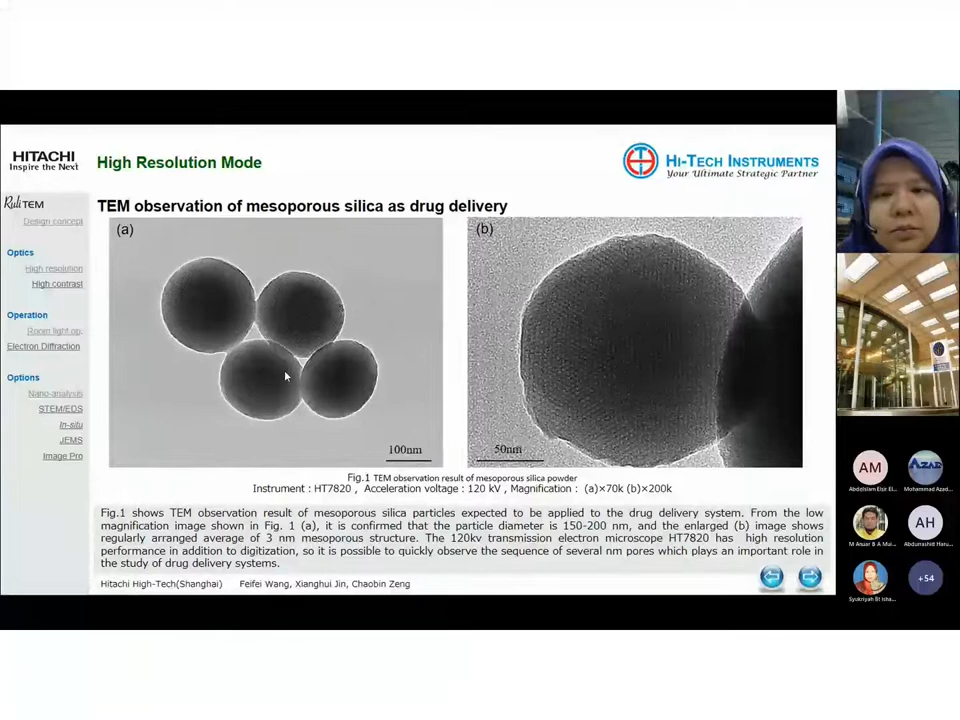 HITACHI
Inspire the Next
High Resolution Mode
HI-TECH INSTRUMENTS
Your Ultimate Strategic Partner
RuliTEM
Design concept
Optics
High resolution
High contrast
Operation
Room light op.
Electron Diffraction
Options
Nano-analysis
STEM/EDS
In-situ
JEMS
Image Pro
TEM observation of mesoporous silica as drug delivery
(a)
100nm
(b)
50nm
Fig.1 TEM observation result of mesoporous silica powder
Instrument : HT7820 , Acceleration voltage : 120 kV , Magnification : (a)×70k (b)×200k
Fig.1 shows TEM observation result of mesoporous silica particles expected to be applied to the drug delivery system. From the low
magnification image shown in Fig. 1 (a), it is confirmed that the particle diameter is 150-200 nm, and the enlarged (b) image shows
regularly arranged average of 3 nm mesoporous structure. The 120kv transmission electron microscope HT7820 has high resolution
performance in addition to digitization, so it is possible to quickly observe the sequence of several nm pores which plays an important role in
the study of drug delivery systems.
Hitachi High-Tech(Shanghai) Feifei Wang, Xianghui Jin, Chaobin Zeng
AM
AZAD
Abdelslam Elsir El...
Mohammad Azad...
AH
M Anuar B A Mui...
Abdurrashid Haru...
+54
Syukriyah Bt Isha...